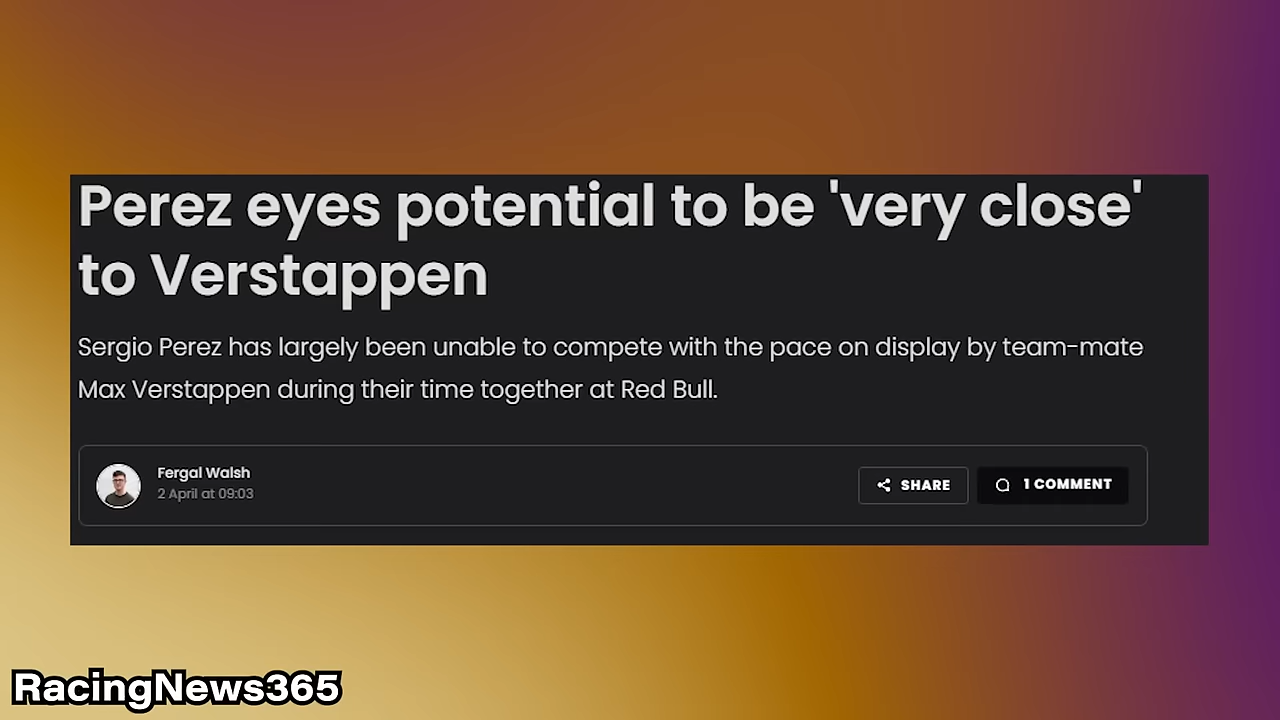 Perez eyes potential to be 'very close'
to Verstappen
Sergio Perez has largely been unable to compete with the pace on display by team-mate
Max Verstappen during their time together at Red Bull.
Fergal Walsh
2 April at 09:03
SHARE
1 COMMENT
RacingNews365